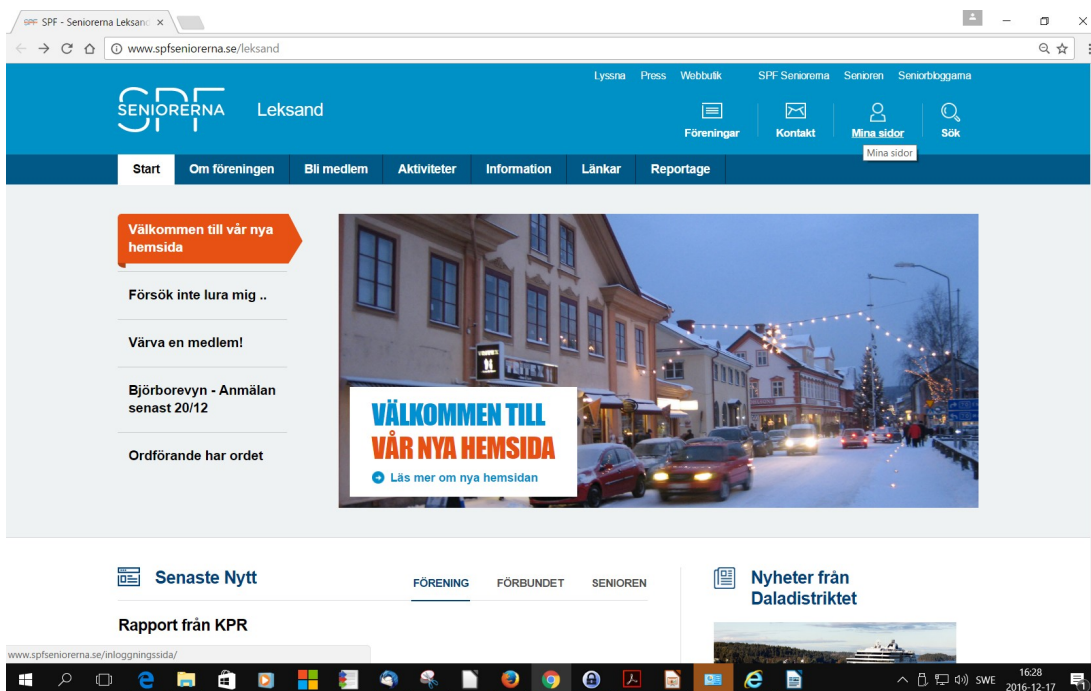 SPF - Seniorerna Leksan
www.spfseniorerna.se/leksand
Lyssna Press Webbutik SPF Seniorerna Senioren Seniorbloggarna
SPF
SENIORERNA
Leksand
Föreningar Kontakt Mina sidor Sök
Mina sidor
Start Om föreningen Bli medlem Aktiviteter Information Länkar Reportage
Välkommen till vår nya
hemsida
Försök inte lura mig ..
Värva en medlem!
Björborevyn - Anmälan
senast 20/12
Ordförande har ordet
VÄLKOMMEN TILL
VÅR NYA HEMSIDA
Läs mer om nya hemsidan
Senaste Nytt
FÖRENING FÖRBUNDET SENIOREN
Nyheter från
Daladistriktet
Rapport från KPR
www.spfseniorerna.se/inloggningssida/
SWE
16:28
2016-12-17